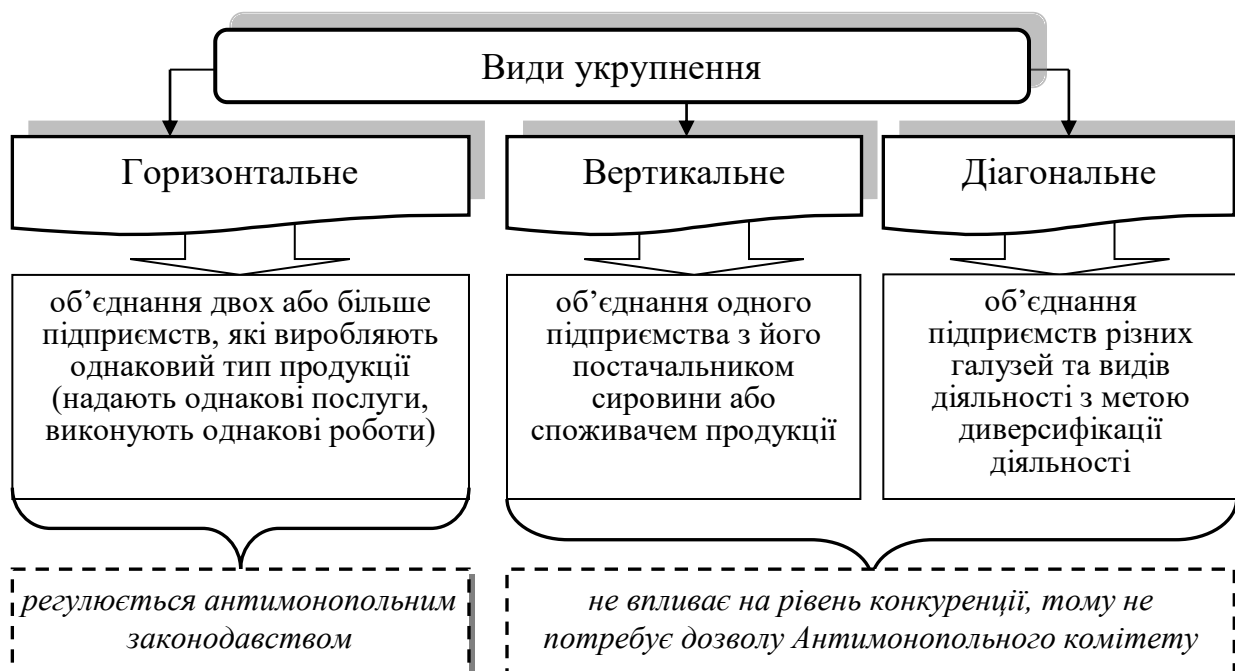 Види укрупнення
Горизонтальне
Вертикальне
Діагональне
об’єднання двох або більше
підприємств, які виробляють
однаковий тип продукції
(надають однакові послуги,
виконують однакові роботи)
об’єднання одного
підприємства з його
постачальником
сировини або
споживачем продукції
об’єднання
підприємств різних
галузей та видів
діяльності з метою
диверсифікації
діяльності
регулюється антимонопольним
законодавством
не впливає на рівень конкуренції, тому не
потребує дозволу Антимонопольного комітету